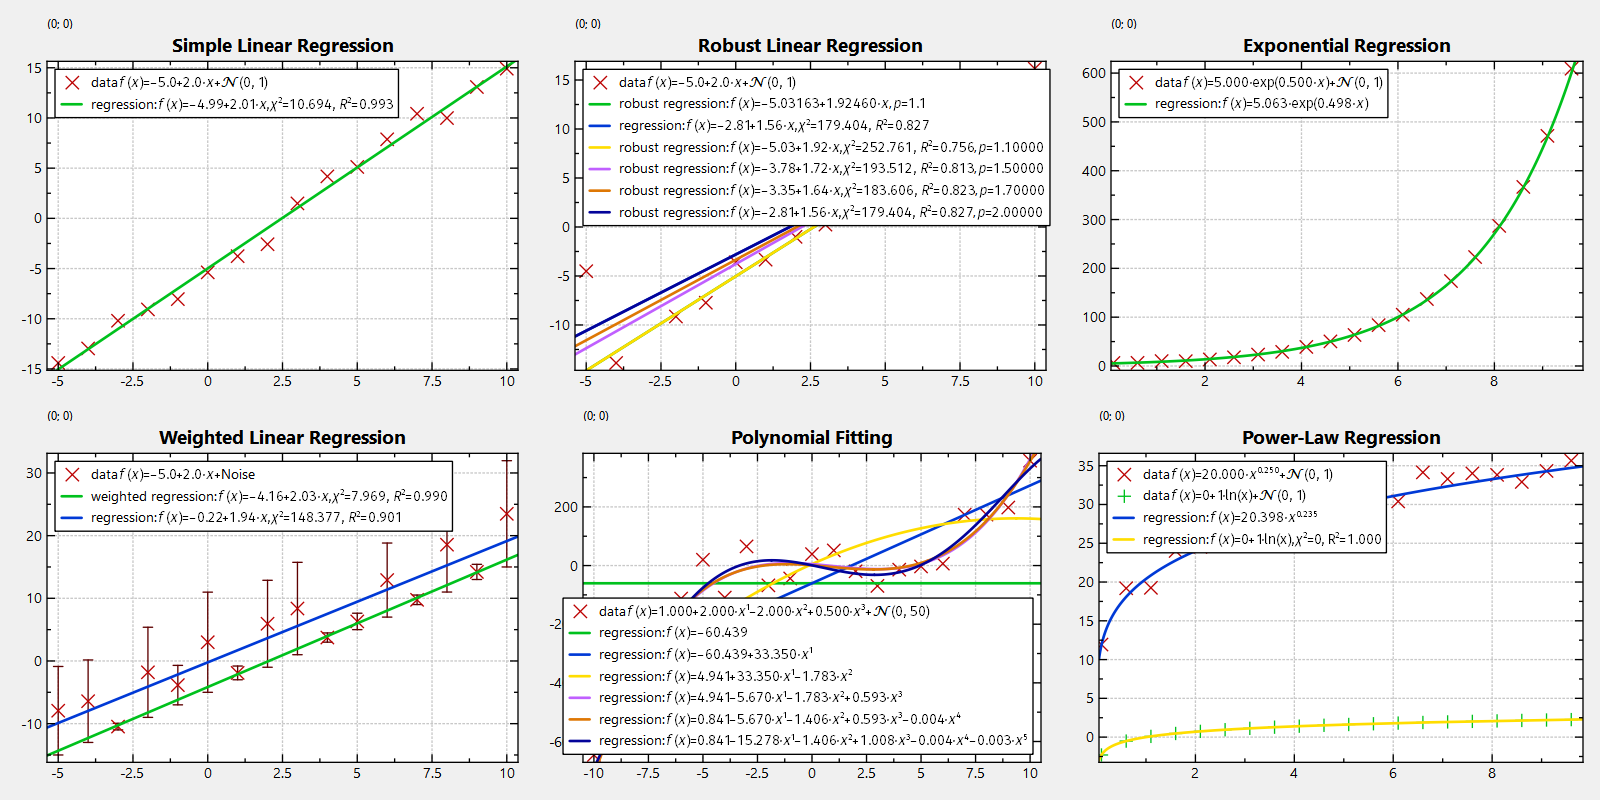 (0; 0)
Simple Linear Regression
data f (x)=−5.0+2.0·x+𝒩(0, 1)
regression: f (x)=−4.99+2.01·x,χ²=10.694, R²=0.993
15
10
5
0
-5
-10
-15
-5
-2.5
0
2.5
5
7.5
10
(0; 0)
Robust Linear Regression
data f (x)=−5.0+2.0·x+𝒩(0, 1)
robust regression: f (x)=−5.03163+1.92460·x,p=1.1
regression: f (x)=−2.81+1.56·x,χ²=179.404, R²=0.827
robust regression: f (x)=−5.03+1.92·x,χ²=252.761, R²=0.756,p=1.10000
robust regression: f (x)=−3.78+1.72·x,χ²=193.512, R²=0.813,p=1.50000
robust regression: f (x)=−3.35+1.64·x,χ²=183.606, R²=0.823,p=1.70000
robust regression: f (x)=−2.81+1.56·x,χ²=179.404, R²=0.827,p=2.00000
15
10
5
0
-5
-10
-5
-2.5
0
2.5
5
7.5
10
(0; 0)
Exponential Regression
data f (x)=5.000·exp(0.500·x)+𝒩(0, 1)
regression: f (x)=5.063·exp(0.498·x)
600
500
400
300
200
100
0
2
4
6
8
(0; 0)
Weighted Linear Regression
data f (x)=−5.0+2.0·x+Noise
weighted regression: f (x)=−4.16+2.03·x,χ²=7.969, R²=0.990
regression: f (x)=−0.22+1.94·x,χ²=148.377, R²=0.901
30
20
10
0
-10
-5
-2.5
0
2.5
5
7.5
10
(0; 0)
Polynomial Fitting
200
0
-2
-4
-6
data f (x)=1.000+2.000·x¹−2.000·x²+0.500·x³+𝒩(0, 50)
regression: f (x)=−60.439
regression: f (x)=−60.439+33.350·x¹
regression: f (x)=4.941+33.350·x¹−1.783·x²
regression: f (x)=4.941−5.670·x¹−1.783·x²+0.593·x³
regression: f (x)=0.841−5.670·x¹−1.406·x²+0.593·x³−0.004·x⁴
regression: f (x)=0.841−15.278·x¹−1.406·x²+1.008·x³−0.004·x⁴−0.003·x⁵
-10
-7.5
-5
-2.5
0
2.5
5
7.5
10
(0; 0)
Power-Law Regression
data f (x)=20.000·x⁰·²⁵⁰+𝒩(0, 1)
data f (x)=0+1·ln(x)+𝒩(0, 1)
regression: f (x)=20.398·x⁰·²³⁵
regression: f (x)=0+1·ln(x),χ²=0, R²=1.000
35
30
25
20
15
10
5
0
2
4
6
8